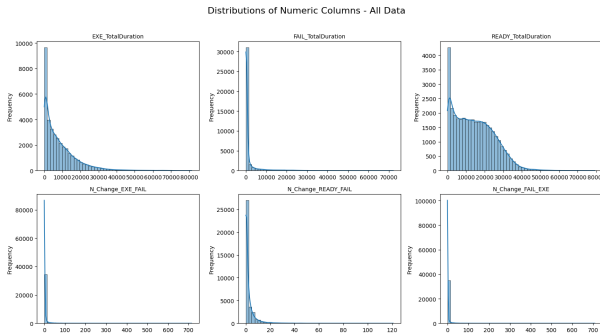 Distributions of Numeric Columns - All Data
EXE_TotalDuration
FAIL_TotalDuration
READY_TotalDuration
Frequency
10000
8000
6000
4000
2000
0
0 10000 20000 30000 40000 50000 60000 70000 80000
Frequency
30000
25000
20000
15000
10000
5000
0
0 10000 20000 30000 40000 50000 60000 70000
Frequency
4000
3500
3000
2500
2000
1500
1000
500
0
0 10000 20000 30000 40000 50000 60000 70000
N_Change_EXE_FAIL
N_Change_READY_FAIL
N_Change_FAIL_EXE
Frequency
80000
60000
40000
20000
0
0 100 200 300 400 500 600 700
Frequency
25000
20000
15000
10000
5000
0
0 20 40 60 80 100 120
Frequency
100000
80000
60000
40000
20000
0
0 100 200 300 400 500 600 700